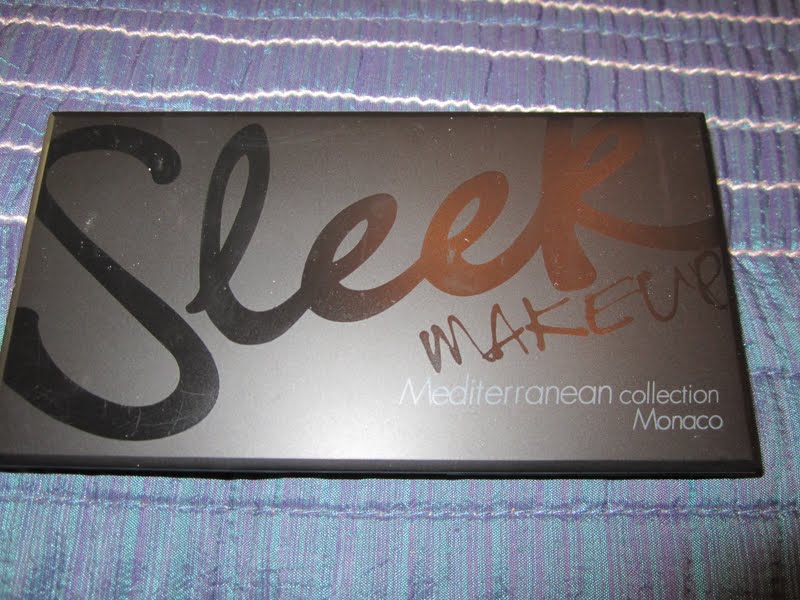 Sleek
MAKEUP
Mediterranean collection
Monaco